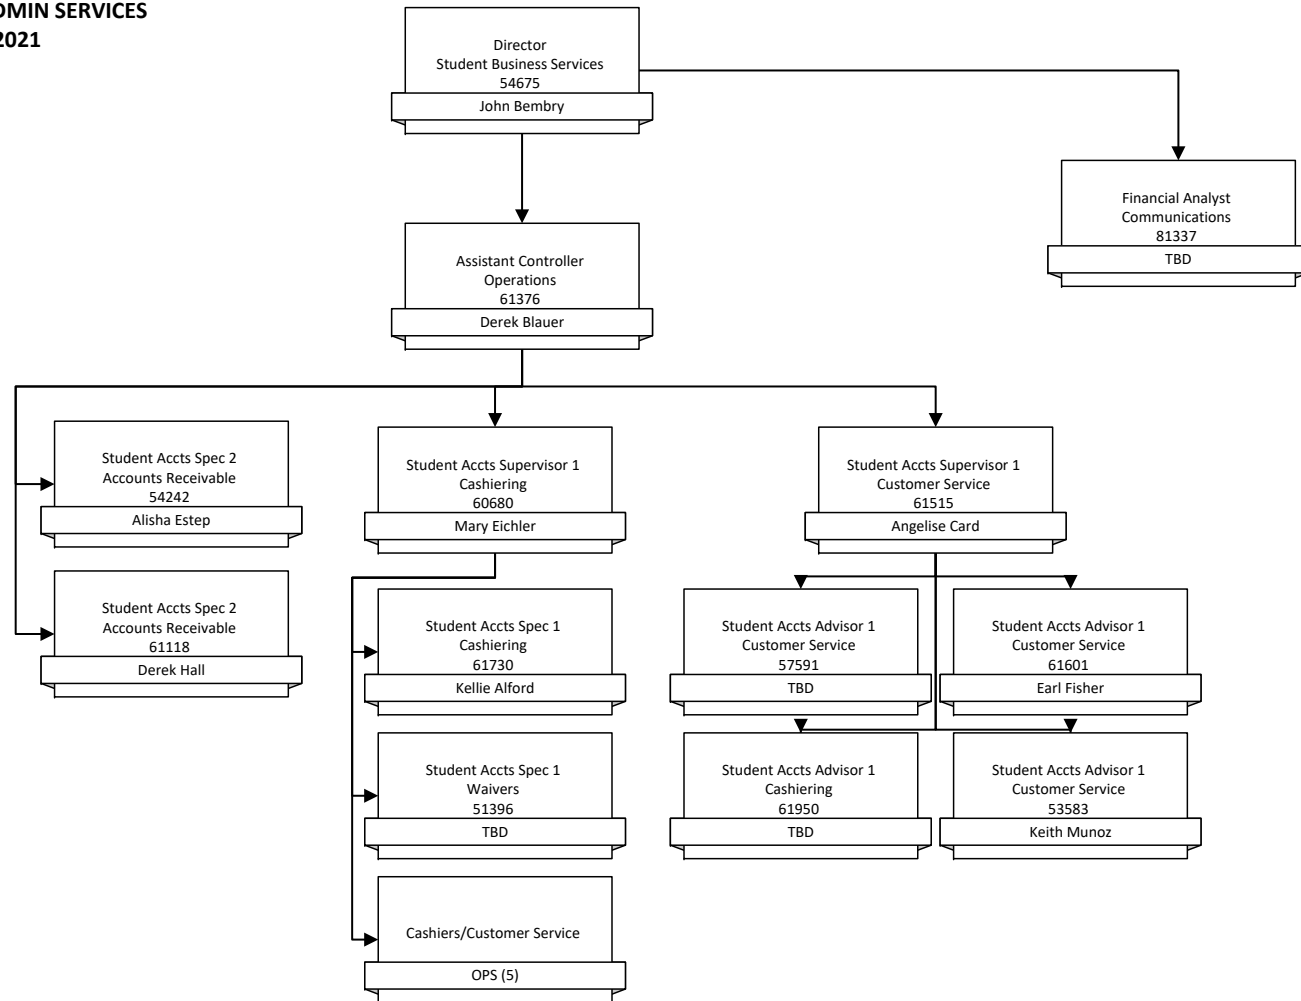 DMIN SERVICES
2021
Director
Student Business Services
54675
John Bembry
Financial Analyst
Communications
81337
TBD
Assistant Controller
Operations
61376
Derek Blauer
Student Accts Spec 2
Accounts Receivable
54242
Alisha Estep
Student Accts Supervisor 1
Cashiering
60680
Mary Eichler
Student Accts Supervisor 1
Customer Service
61515
Angelise Card
Student Accts Spec 2
Accounts Receivable
61118
Derek Hall
Student Accts Spec 1
Cashiering
61730
Kellie Alford
Student Accts Advisor 1
Customer Service
57591
TBD
Student Accts Advisor 1
Customer Service
61601
Earl Fisher
Student Accts Spec 1
Waivers
51396
TBD
Student Accts Advisor 1
Cashiering
61950
TBD
Student Accts Advisor 1
Customer Service
53583
Keith Munoz
Cashiers/Customer Service
OPS (5)